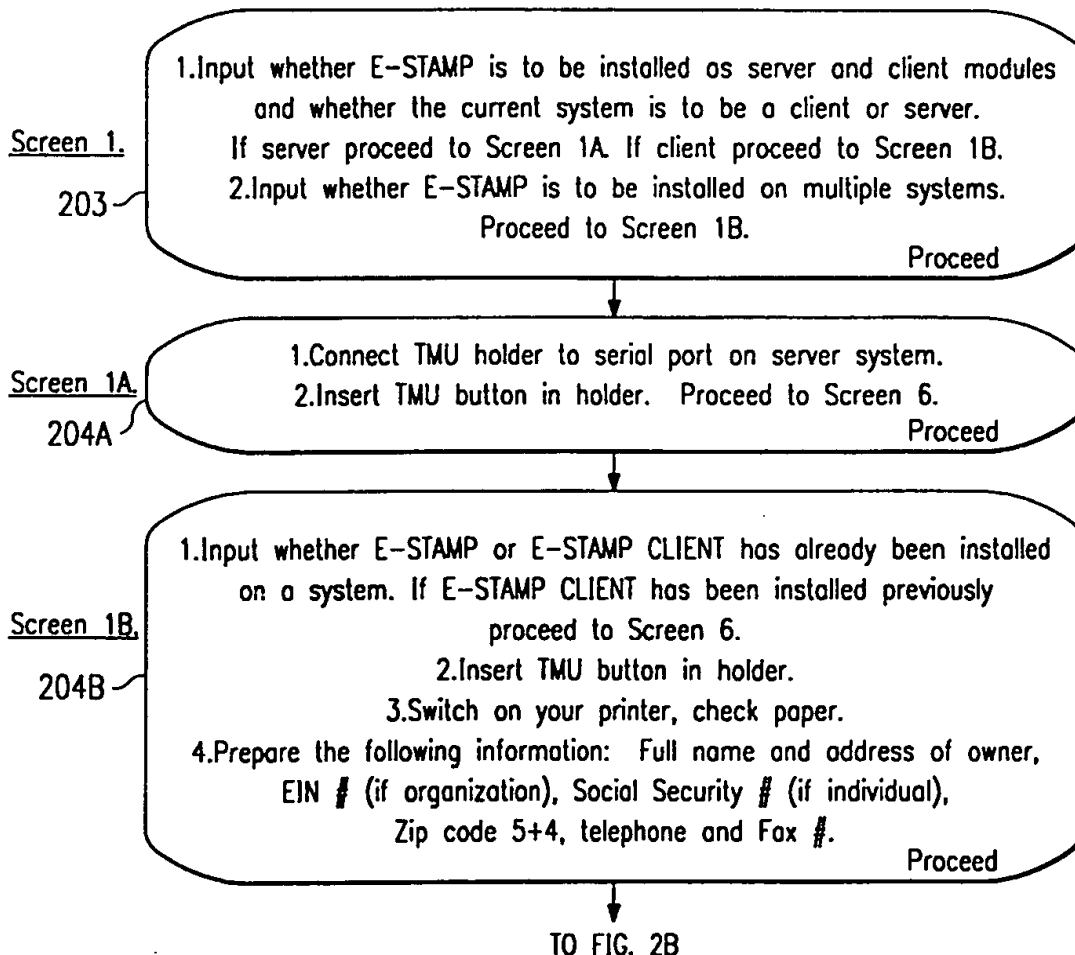 1.Input whether E-STAMP is to be installed as server and client modules
and whether the current system is to be a client or server.
If server proceed to Screen 1A. If client proceed to Screen 1B.
2.Input whether E-STAMP is to be installed on multiple systems.
Proceed to Screen 1B.
Proceed
Screen 1.
203
1.Connect TMU holder to serial port on server system.
2.Insert TMU button in holder. Proceed to Screen 6.
Proceed
Screen 1A.
204A
1.Input whether E-STAMP or E-STAMP CLIENT has already been installed
on a system. If E-STAMP CLIENT has been installed previously
proceed to Screen 6.
2.Insert TMU button in holder.
3.Switch on your printer, check paper.
4.Prepare the following information: Full name and address of owner,
EIN # (if organization), Social Security # (if individual),
Zip code 5+4, telephone and Fax #.
Proceed
Screen 1B.
204B
TO FIG. 2B